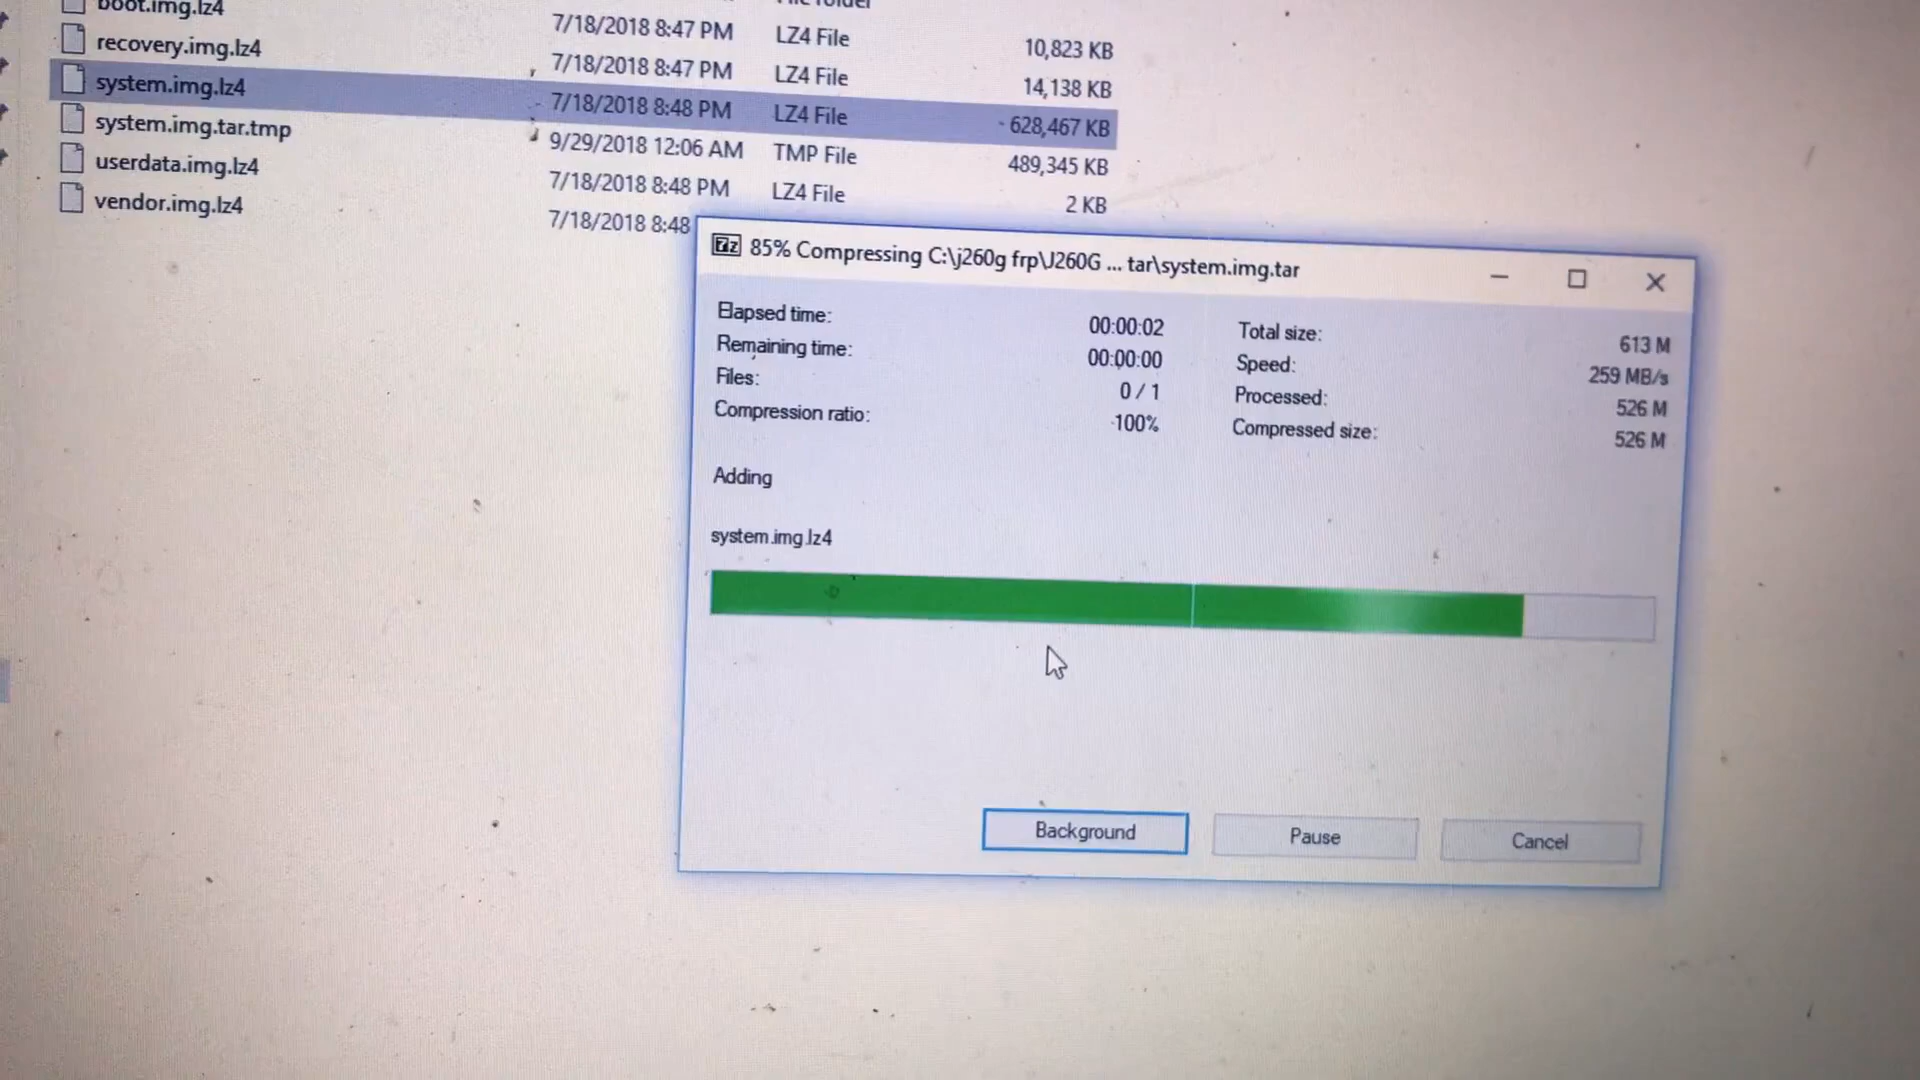 boot.img.lz4
7/18/2018 8:47 PM LZ4 File 10,823 KB
recovery.img.lz4
7/18/2018 8:47 PM LZ4 File 14,138 KB
system.img.lz4
7/18/2018 8:48 PM LZ4 File 628,467 KB
system.img.tar.tmp
9/29/2018 12:06 AM TMP File 489,345 KB
userdata.img.lz4
7/18/2018 8:48 PM LZ4 File 2 KB
vendor.img.lz4
7/18/2018 8:48
7z 85% Compressing C:\j260g frp\J260G ... tar\system.img.tar
Elapsed time: 00:00:02 Total size: 613 M
Remaining time: 00:00:00 Speed: 259 MB/s
Files: 0 / 1 Processed: 526 M
Compression ratio: 100% Compressed size: 526 M
Adding
system.img.lz4
Background Pause Cancel